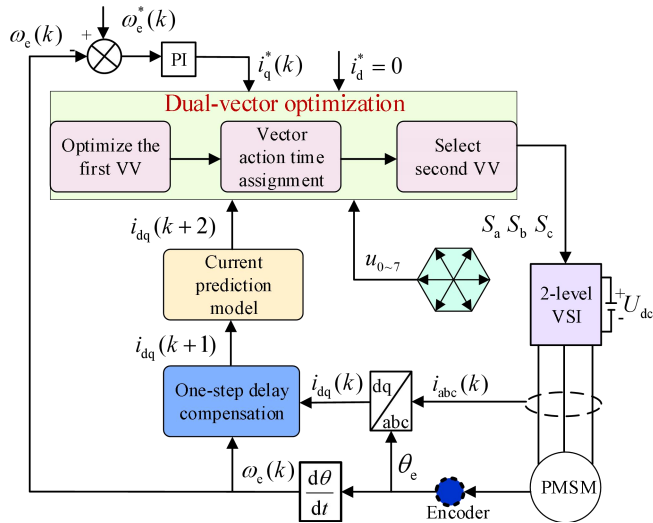 ω_e(k)
ω_e^*(k)
+
-
PI
i_q^*(k)
i_d^*=0
Dual-vector optimization
Optimize the
first VV
Vector
action time
assignment
Select
second VV
i_dq(k+2)
S_a S_b S_c
Current
prediction
model
u_0~7
2-level
VSI
+
-
U_dc
i_dq(k+1)
One-step delay
compensation
i_dq(k)
dq
abc
i_abc(k)
ω_e(k)
dθ
dt
θ_e
Encoder
PMSM